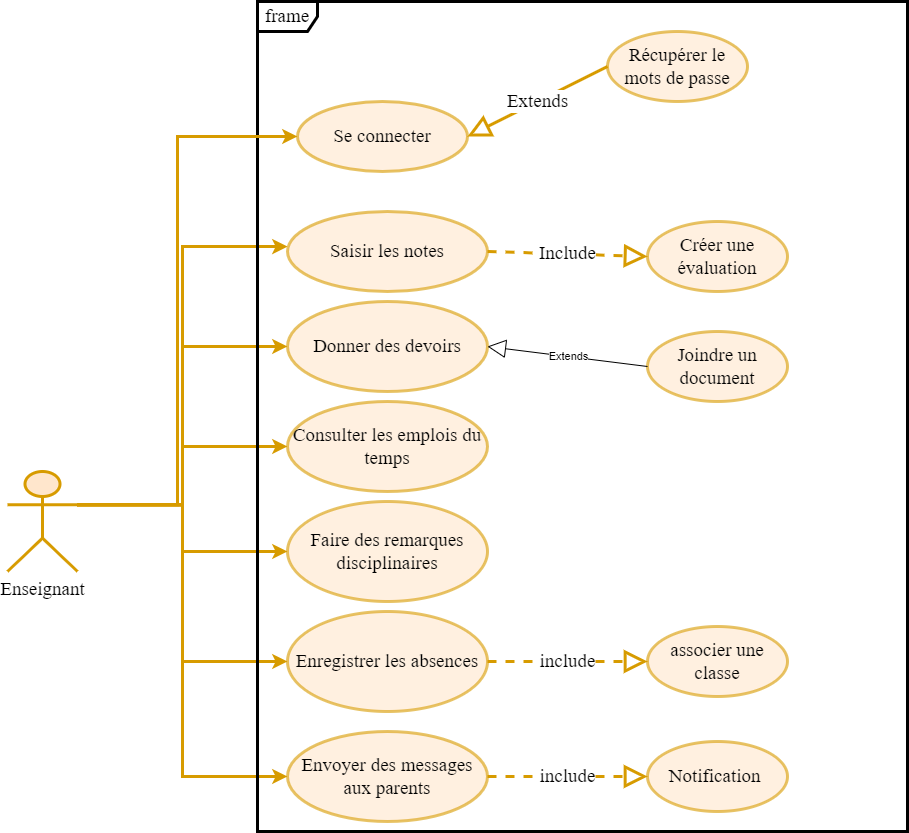 frame
Récupérer le
mots de passe
Extends
Se connecter
Saisir les notes
Include
Créer une
évaluation
Donner des devoirs
Extends
Joindre un
document
Consulter les emplois du
temps
Faire des remarques
disciplinaires
Enseignant
Enregistrer les absences
include
associer une
classe
Envoyer des messages
aux parents
include
Notification